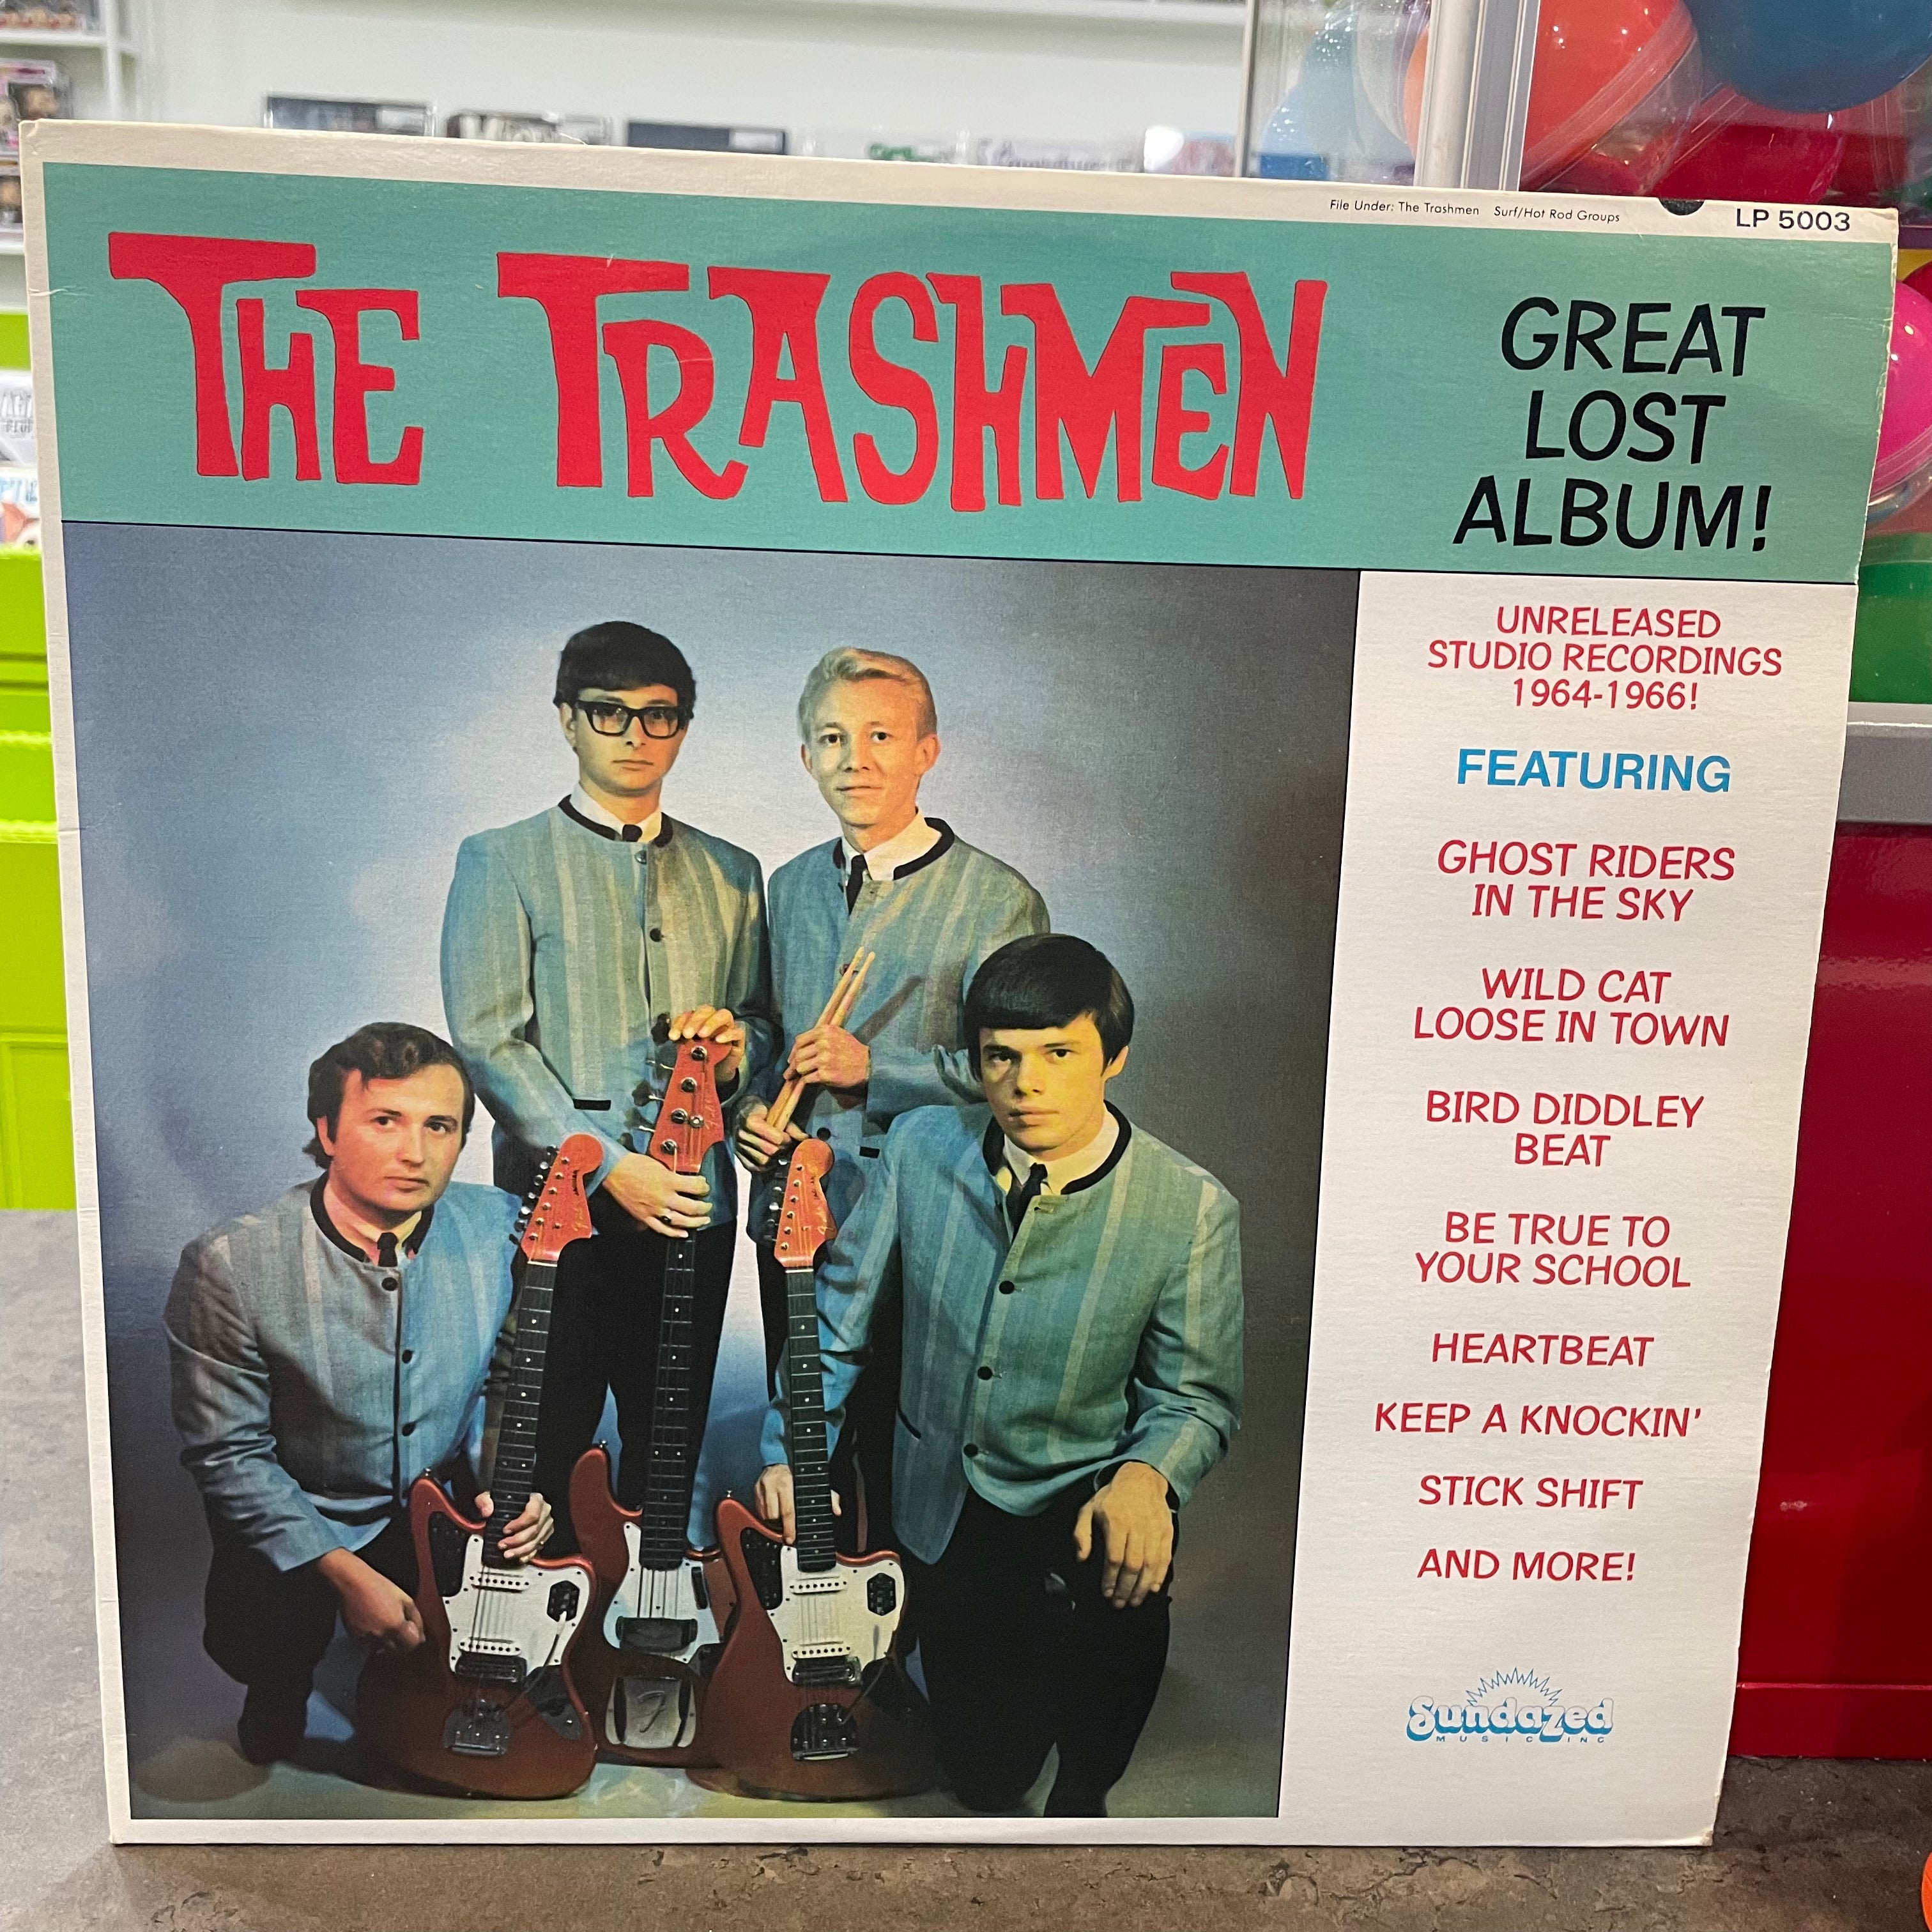 File Under: The Trashmen Surf/Hot Rod Groups
LP 5003
THE TRASHMEN
GREAT
LOST
ALBUM!
UNRELEASED
STUDIO RECORDINGS
1964-1966!
FEATURING
GHOST RIDERS
IN THE SKY
WILD CAT
LOOSE IN TOWN
BIRD DIDDLEY
BEAT
BE TRUE TO
YOUR SCHOOL
HEARTBEAT
KEEP A KNOCKIN'
STICK SHIFT
AND MORE!
Sundazed
MUSIC INC